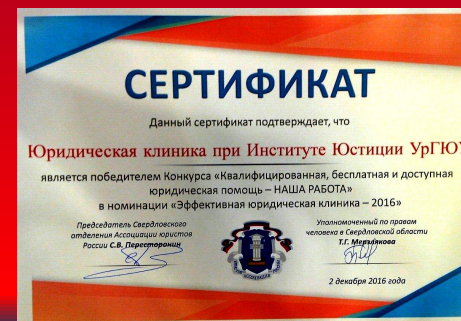 СЕРТИФИКАТ
Данный сертификат подтверждает, что
Юридическая клиника при Институте Юстиции УрГЮУ
является победителем Конкурса «Квалифицированная, бесплатная и доступная
юридическая помощь – НАША РАБОТА»
в номинации «Эффективная юридическая клиника – 2016»
Председатель Свердловского
отделения Ассоциации юристов
России С.В. Пересторонин
Уполномоченный по правам
человека в Свердловской области
Т.Г. Мерзлякова
2 декабря 2016 года